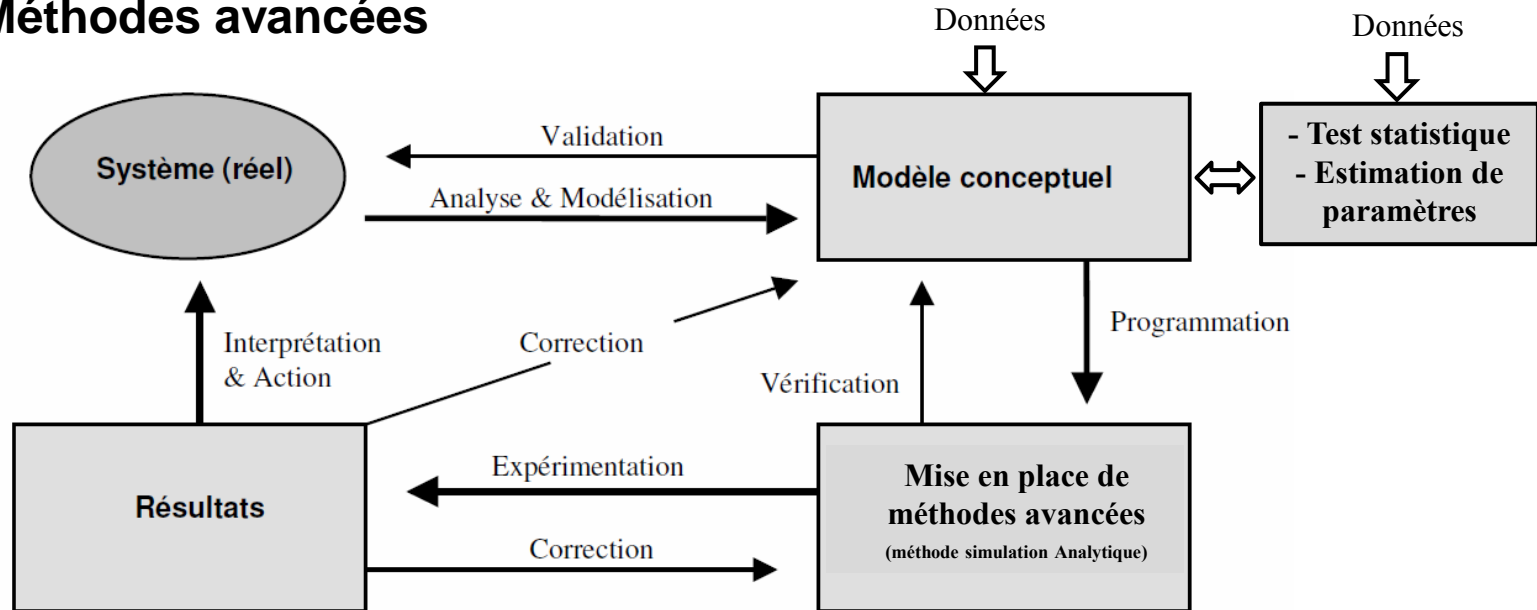 Méthodes avancées
Données
Données
Validation
Système (réel)
Analyse & Modélisation
Modèle conceptuel
- Test statistique
- Estimation de
paramètres
Interprétation
& Action
Correction
Vérification
Programmation
Résultats
Expérimentation
Correction
Mise en place de
méthodes avancées
(méthode simulation Analytique)